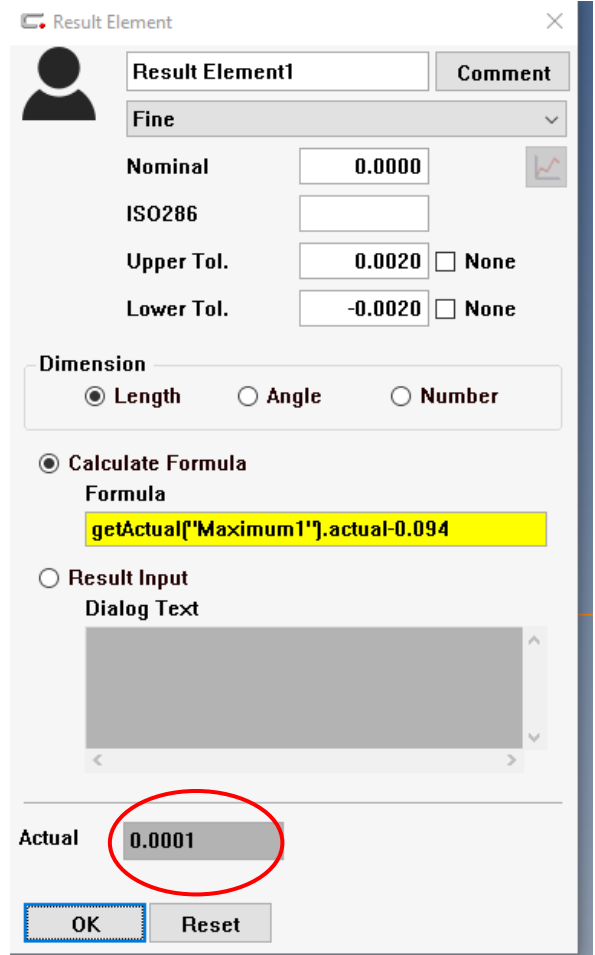 Result Element
Result Element1 Comment
Fine
Nominal 0.0000
ISO286
Upper Tol. 0.0020 None
Lower Tol. -0.0020 None
Dimension
Length Angle Number
Calculate Formula
Formula
getActual("Maximum1").actual-0.094
Result Input
Dialog Text
Actual 0.0001
OK Reset